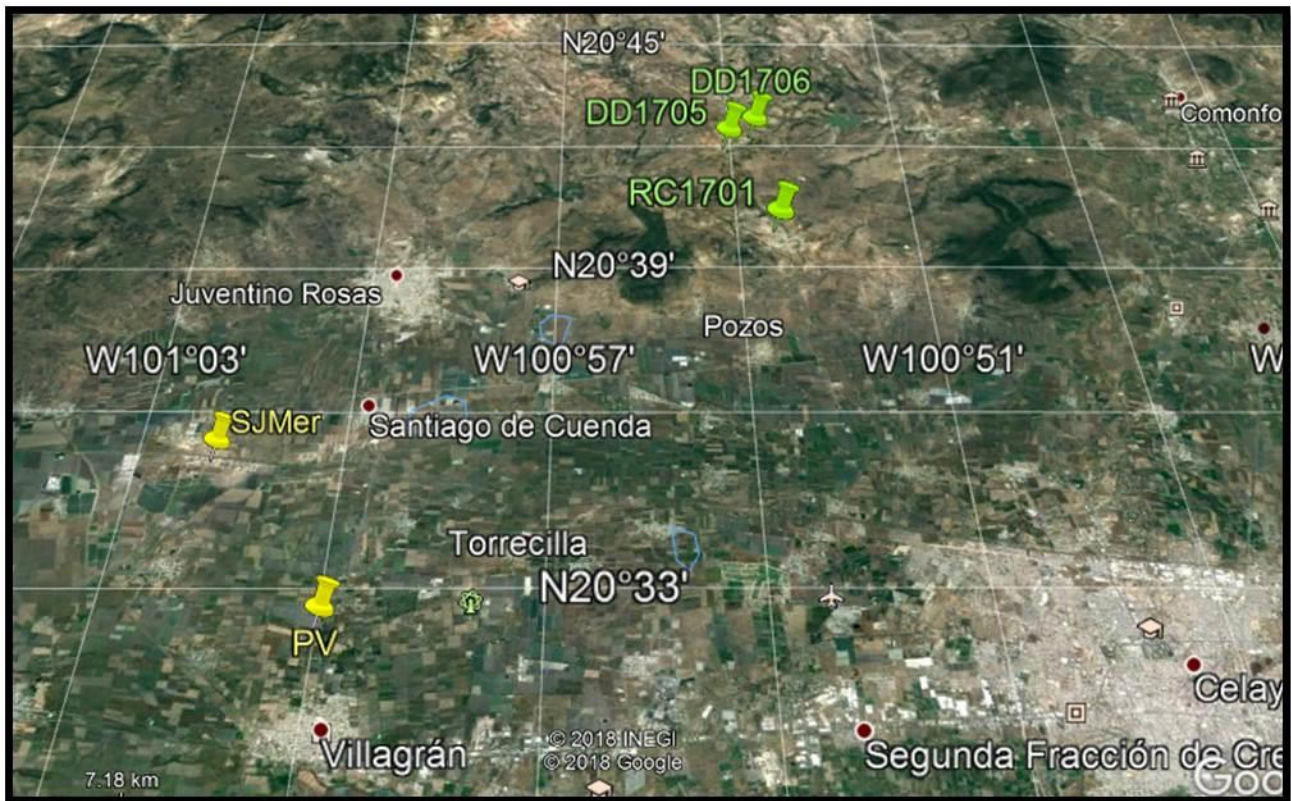 N20°45'
DD1706
DD1705
Comonfo
RC1701
N20°39'
Juventino Rosas
Pozos
W101°03'
W100°57'
W100°51'
W
SJMer
Santiago de Cuenda
Torrecilla
N20°33'
PV
Celay
Villagrán
© 2018 INEGI
© 2018 Google
Segunda Fracción de Cre
7.18 km
Goo